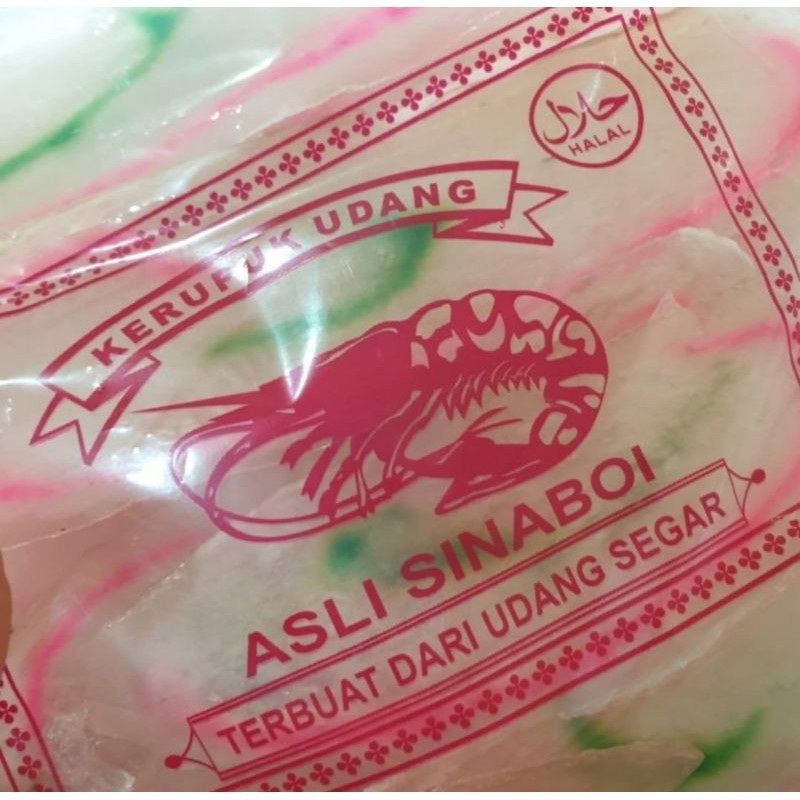 حلال
HALAL
KERUPUK UDANG
ASLI SINABOI
TERBUAT DARI UDANG SEGAR